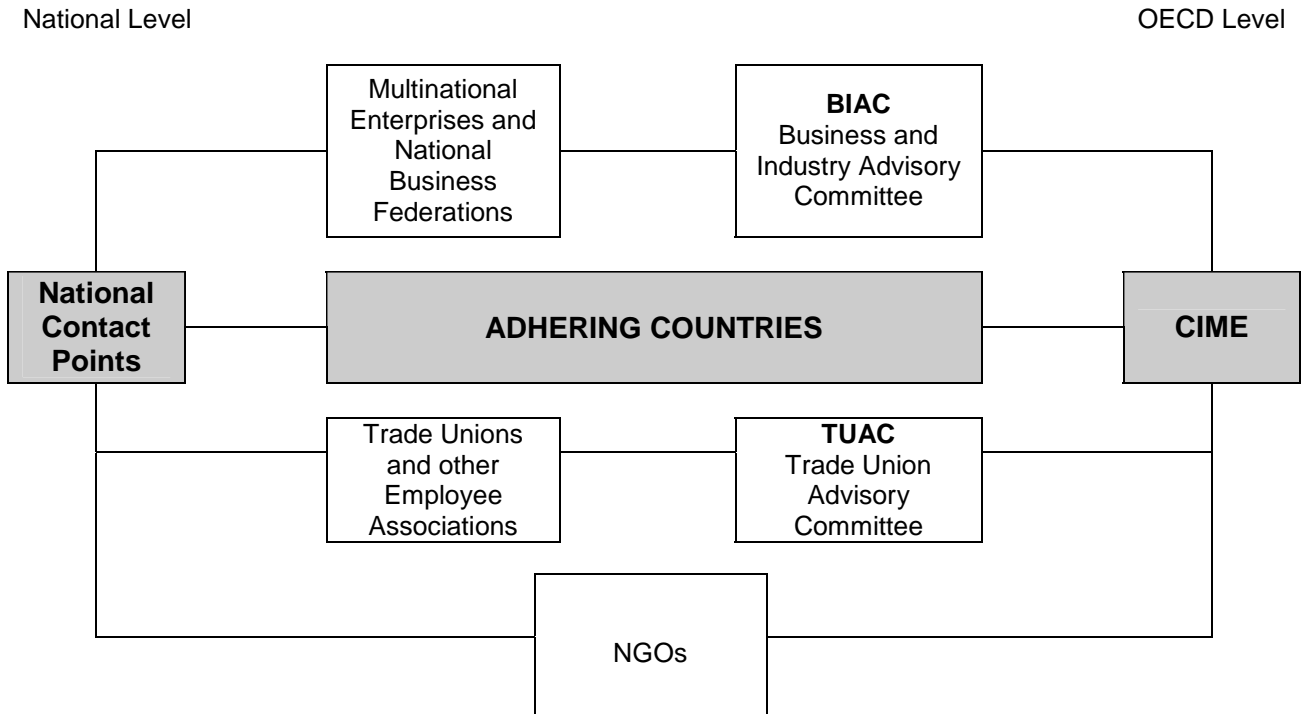 National Level
OECD Level
Multinational
Enterprises and
National
Business
Federations
BIAC
Business and
Industry Advisory
Committee
National
Contact
Points
ADHERING COUNTRIES
CIME
Trade Unions
and other
Employee
Associations
TUAC
Trade Union
Advisory
Committee
NGOs